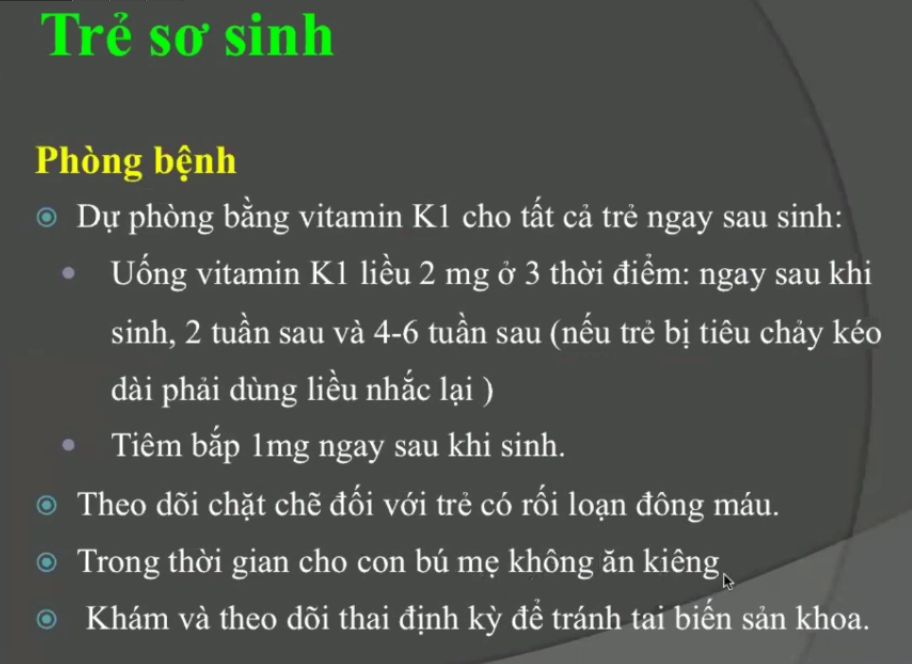 Trẻ sơ sinh
Phòng bệnh
Dự phòng bằng vitamin K1 cho tất cả trẻ ngay sau sinh:
Uống vitamin K1 liều 2 mg ở 3 thời điểm: ngay sau khi
sinh, 2 tuần sau và 4-6 tuần sau (nếu trẻ bị tiêu chảy kéo
dài phải dùng liều nhắc lại )
Tiêm bắp 1mg ngay sau khi sinh.
Theo dõi chặt chẽ đối với trẻ có rối loạn đông máu.
Trong thời gian cho con bú mẹ không ăn kiêng
Khám và theo dõi thai định kỳ để tránh tai biến sản khoa.